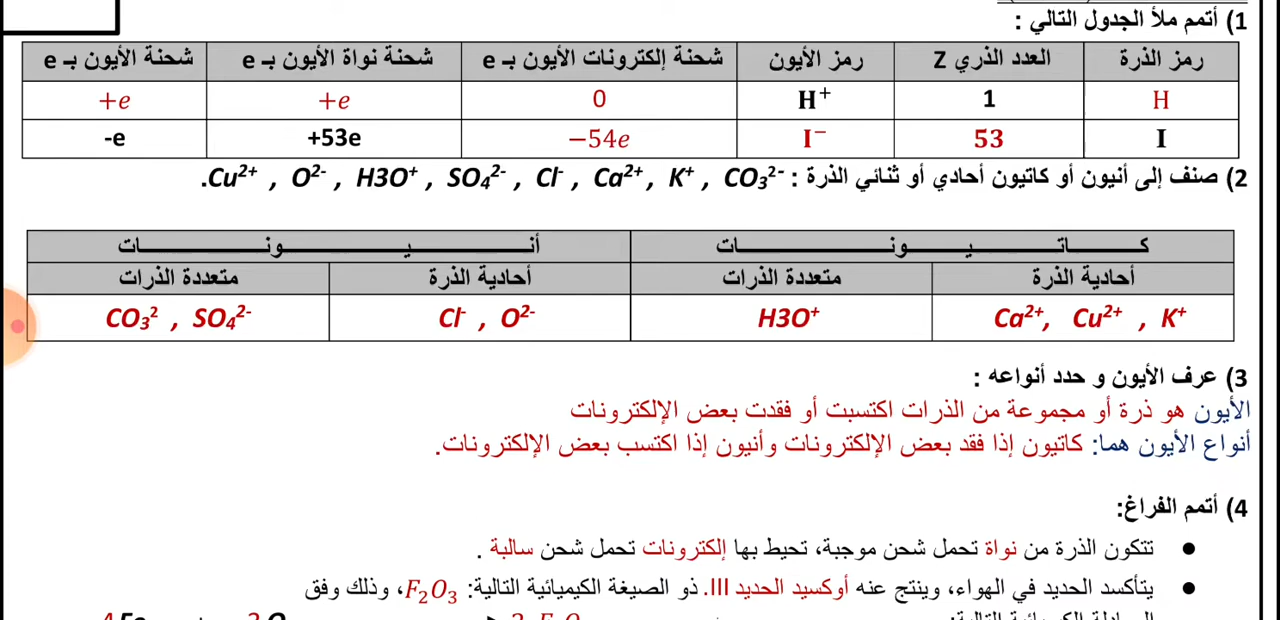 1) أتمم ملأ الجدول التالي :
رمز الذرة العدد الذري Z رمز الأيون شحنة إلكترونات الأيون بـ e شحنة نواة الأيون بـ e شحنة الأيون بـ e
H 1 H⁺ 0 +e +e
I 53 I⁻ −54e +53e -e
2) صنف إلى أنيون أو كاتيون أحادي أو ثنائي الذرة : Cu²⁺ , O²⁻ , H3O⁺ , SO₄²⁻ , Cl⁻ , Ca²⁺, K⁺ , CO₃²⁻.
كـــاتـــيـــونـــات أنـــيـــونـــات
أحادية الذرة متعددة الذرات أحادية الذرة متعددة الذرات
Ca²⁺, Cu²⁺ , K⁺ H3O⁺ Cl⁻ , O²⁻ CO₃² , SO₄²⁻
3) عرف الأيون و حدد أنواعه :
الأيون هو ذرة أو مجموعة من الذرات اكتسبت أو فقدت بعض الإلكترونات
أنواع الأيون هما: كاتيون إذا فقد بعض الإلكترونات وأنيون إذا اكتسب بعض الإلكترونات.
4) أتمم الفراغ:
● تتكون الذرة من نواة تحمل شحن موجبة، تحيط بها إلكترونات تحمل شحن سالبة .
● يتأكسد الحديد في الهواء، وينتج عنه أوكسيد الحديد III. ذو الصيغة الكيميائية التالية: F₂O₃، وذلك وفق